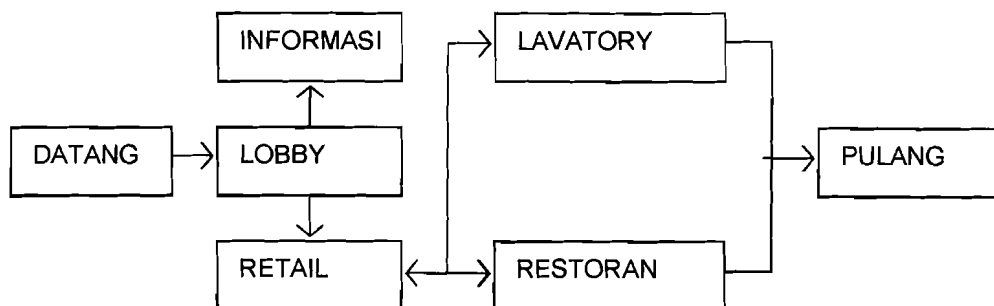 INFORMASI
LAVATORY
DATANG
LOBBY
PULANG
RETAIL
RESTORAN